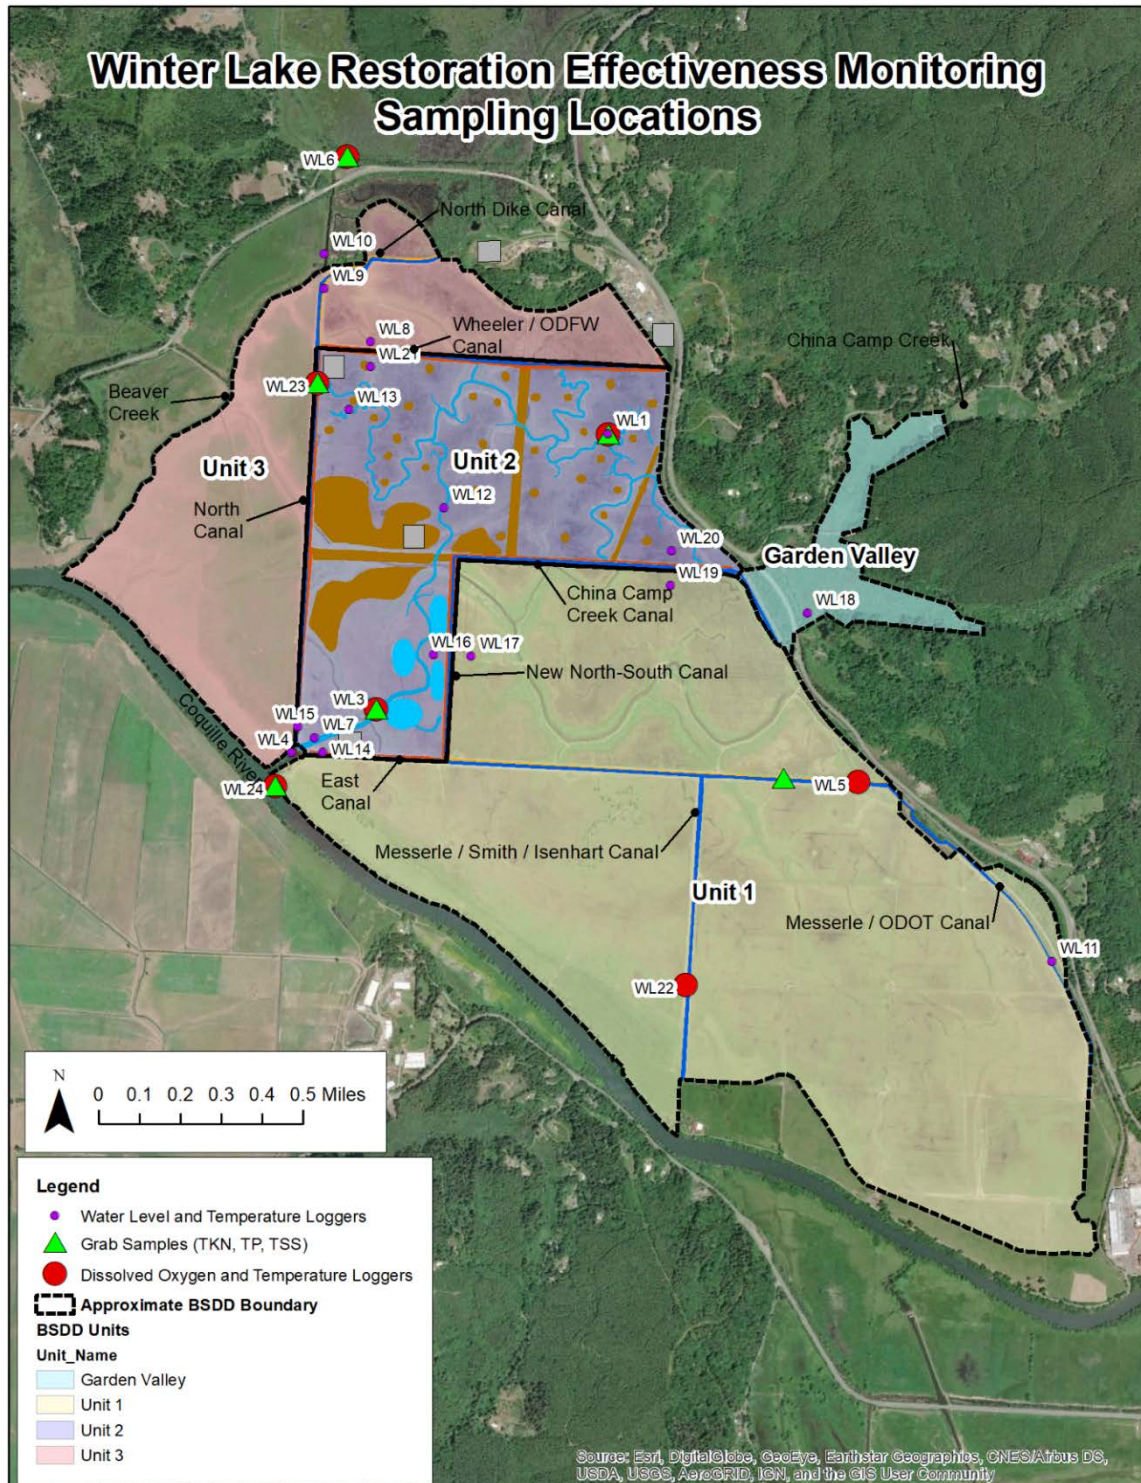 Winter Lake Restoration Effectiveness Monitoring
Sampling Locations
WL6
North Dike Canal
WL10
WL9
WL8
Wheeler / ODFW
Canal
WL21
China Camp Creek
WL23
WL13
Beaver
Creek
WL1
Unit 3
Unit 2
North
Canal
WL12
WL20
Garden Valley
WL19
China Camp
Creek Canal
WL18
WL16
WL17
New North-South Canal
WL3
WL15
WL7
WL4
WL14
Coquille River
WL24
East
Canal
WL5
Messerle / Smith / Isenhart Canal
Unit 1
Messerle / ODOT Canal
WL11
WL22
N
0 0.1 0.2 0.3 0.4 0.5 Miles
Legend
Water Level and Temperature Loggers
Grab Samples (TKN, TP, TSS)
Dissolved Oxygen and Temperature Loggers
Approximate BSDD Boundary
BSDD Units
Unit_Name
Garden Valley
Unit 1
Unit 2
Unit 3
Source: Esri, DigitalGlobe, GeoEye, Earthstar Geographics, CNES/Airbus DS,
USDA, USGS, AeroGRID, IGN, and the GIS User Community